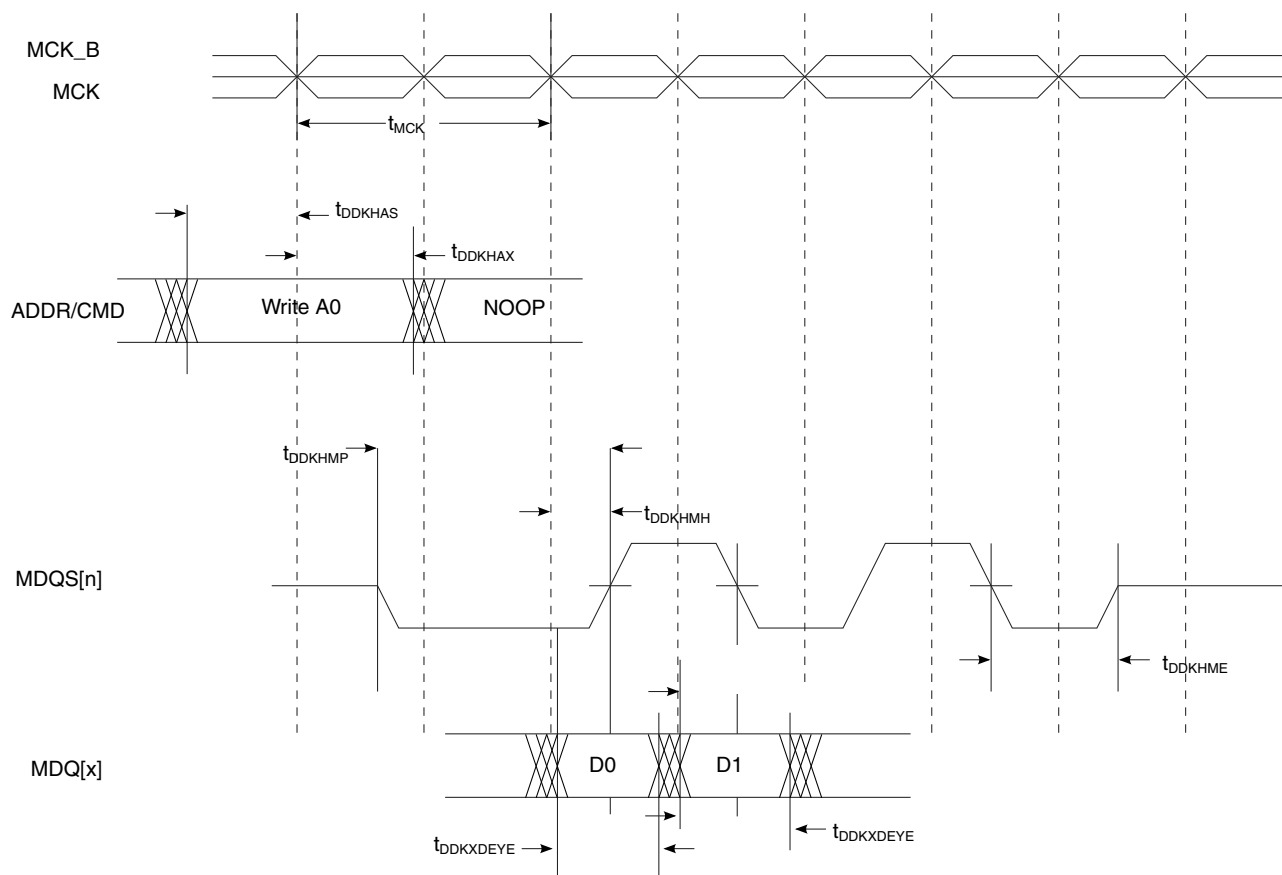 MCK_B
MCK
tMCK
tDDKHAS
tDDKHAX
ADDR/CMD
Write A0
NOOP
tDDKHMP
tDDKHMH
MDQS[n]
tDDKHME
MDQ[x]
D0
D1
tDDKXDEYE
tDDKXDEYE